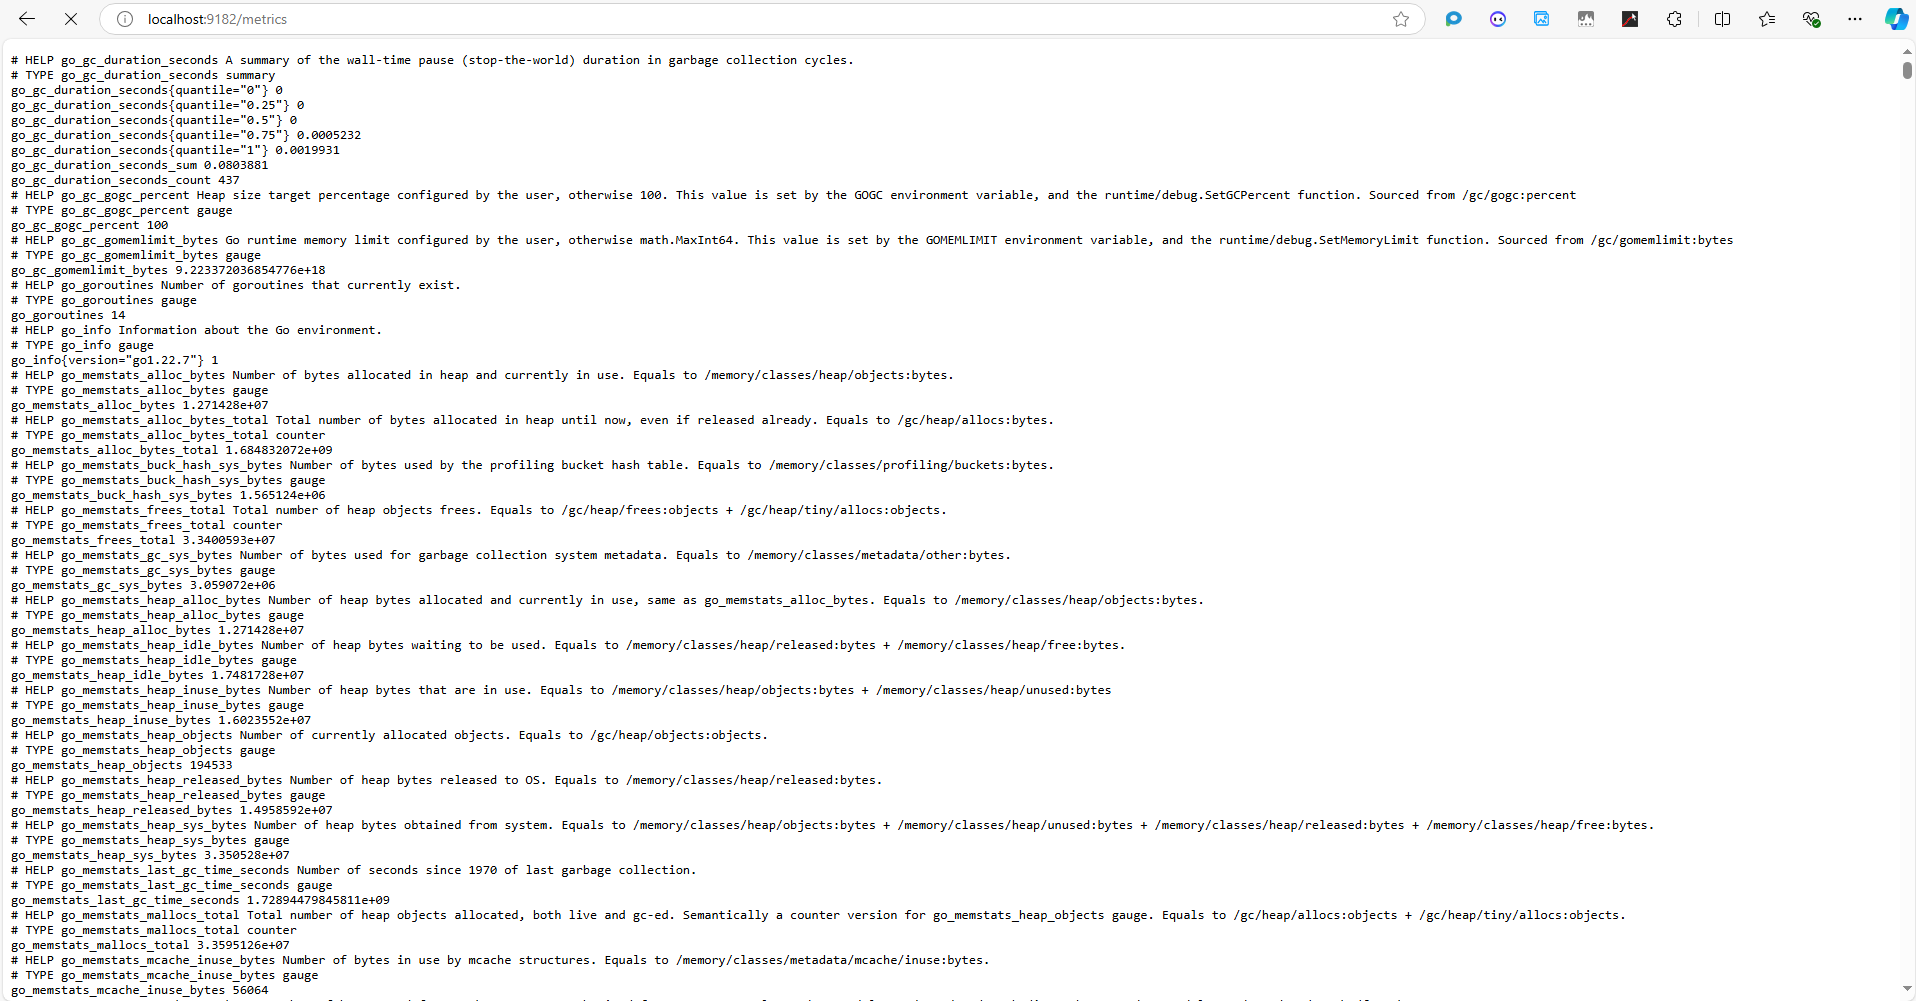 localhost:9182/metrics
# HELP go_gc_duration_seconds A summary of the wall-time pause (stop-the-world) duration in garbage collection cycles.
# TYPE go_gc_duration_seconds summary
go_gc_duration_seconds{quantile="0"} 0
go_gc_duration_seconds{quantile="0.25"} 0
go_gc_duration_seconds{quantile="0.5"} 0
go_gc_duration_seconds{quantile="0.75"} 0.0005232
go_gc_duration_seconds{quantile="1"} 0.0019931
go_gc_duration_seconds_sum 0.0803881
go_gc_duration_seconds_count 437
# HELP go_gc_gogc_percent Heap size target percentage configured by the user, otherwise 100. This value is set by the GOGC environment variable, and the runtime/debug.SetGCPercent function. Sourced from /gc/gogc:percent
# TYPE go_gc_gogc_percent gauge
go_gc_gogc_percent 100
# HELP go_gc_gomemlimit_bytes Go runtime memory limit configured by the user, otherwise math.MaxInt64. This value is set by the GOMEMLIMIT environment variable, and the runtime/debug.SetMemoryLimit function. Sourced from /gc/gomemlimit:bytes
# TYPE go_gc_gomemlimit_bytes gauge
go_gc_gomemlimit_bytes 9.223372036854776e+18
# HELP go_goroutines Number of goroutines that currently exist.
# TYPE go_goroutines gauge
go_goroutines 14
# HELP go_info Information about the Go environment.
# TYPE go_info gauge
go_info{version="go1.22.7"} 1
# HELP go_memstats_alloc_bytes Number of bytes allocated in heap and currently in use. Equals to /memory/classes/heap/objects:bytes.
# TYPE go_memstats_alloc_bytes gauge
go_memstats_alloc_bytes 1.271428e+07
# HELP go_memstats_alloc_bytes_total Total number of bytes allocated in heap until now, even if released already. Equals to /gc/heap/allocs:bytes.
# TYPE go_memstats_alloc_bytes_total counter
go_memstats_alloc_bytes_total 1.684832072e+09
# HELP go_memstats_buck_hash_sys_bytes Number of bytes used by the profiling bucket hash table. Equals to /memory/classes/profiling/buckets:bytes.
# TYPE go_memstats_buck_hash_sys_bytes gauge
go_memstats_buck_hash_sys_bytes 1.565124e+06
# HELP go_memstats_frees_total Total number of heap objects frees. Equals to /gc/heap/frees:objects + /gc/heap/tiny/allocs:objects.
# TYPE go_memstats_frees_total counter
go_memstats_frees_total 3.3400593e+07
# HELP go_memstats_gc_sys_bytes Number of bytes used for garbage collection system metadata. Equals to /memory/classes/metadata/other:bytes.
# TYPE go_memstats_gc_sys_bytes gauge
go_memstats_gc_sys_bytes 3.059072e+06
# HELP go_memstats_heap_alloc_bytes Number of heap bytes allocated and currently in use, same as go_memstats_alloc_bytes. Equals to /memory/classes/heap/objects:bytes.
# TYPE go_memstats_heap_alloc_bytes gauge
go_memstats_heap_alloc_bytes 1.271428e+07
# HELP go_memstats_heap_idle_bytes Number of heap bytes waiting to be used. Equals to /memory/classes/heap/released:bytes + /memory/classes/heap/free:bytes.
# TYPE go_memstats_heap_idle_bytes gauge
go_memstats_heap_idle_bytes 1.7481728e+07
# HELP go_memstats_heap_inuse_bytes Number of heap bytes that are in use. Equals to /memory/classes/heap/objects:bytes + /memory/classes/heap/unused:bytes
# TYPE go_memstats_heap_inuse_bytes gauge
go_memstats_heap_inuse_bytes 1.6023552e+07
# HELP go_memstats_heap_objects Number of currently allocated objects. Equals to /gc/heap/objects:objects.
# TYPE go_memstats_heap_objects gauge
go_memstats_heap_objects 194533
# HELP go_memstats_heap_released_bytes Number of heap bytes released to OS. Equals to /memory/classes/heap/released:bytes.
# TYPE go_memstats_heap_released_bytes gauge
go_memstats_heap_released_bytes 1.4958592e+07
# HELP go_memstats_heap_sys_bytes Number of heap bytes obtained from system. Equals to /memory/classes/heap/objects:bytes + /memory/classes/heap/unused:bytes + /memory/classes/heap/released:bytes + /memory/classes/heap/free:bytes.
# TYPE go_memstats_heap_sys_bytes gauge
go_memstats_heap_sys_bytes 3.350528e+07
# HELP go_memstats_last_gc_time_seconds Number of seconds since 1970 of last garbage collection.
# TYPE go_memstats_last_gc_time_seconds gauge
go_memstats_last_gc_time_seconds 1.72894479845811e+09
# HELP go_memstats_mallocs_total Total number of heap objects allocated, both live and gc-ed. Semantically a counter version for go_memstats_heap_objects gauge. Equals to /gc/heap/allocs:objects + /gc/heap/tiny/allocs:objects.
# TYPE go_memstats_mallocs_total counter
go_memstats_mallocs_total 3.3595126e+07
# HELP go_memstats_mcache_inuse_bytes Number of bytes in use by mcache structures. Equals to /memory/classes/metadata/mcache/inuse:bytes.
# TYPE go_memstats_mcache_inuse_bytes gauge
go_memstats_mcache_inuse_bytes 56064